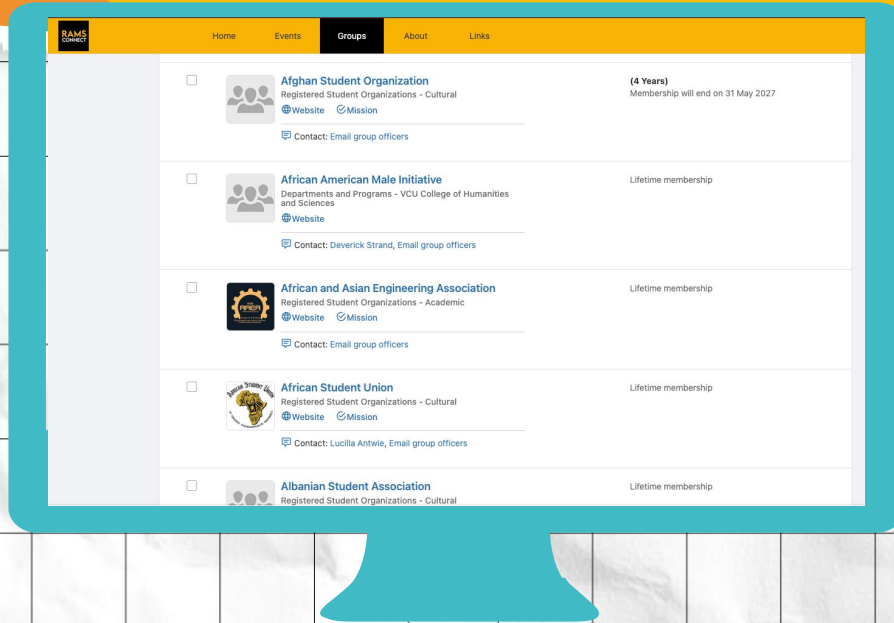 RAMS
CONNECT
Home Events Groups About Links
Afghan Student Organization
Registered Student Organizations - Cultural
Website Mission
Contact: Email group officers
(4 Years)
Membership will end on 31 May 2027
African American Male Initiative
Departments and Programs - VCU College of Humanities
and Sciences
Website
Contact: Deverick Strand, Email group officers
Lifetime membership
African and Asian Engineering Association
Registered Student Organizations - Academic
Website Mission
Contact: Email group officers
Lifetime membership
AFRICAN STUDENT UNION
African Student Union
Registered Student Organizations - Cultural
Website Mission
Contact: Lucilla Antwie, Email group officers
Lifetime membership
Albanian Student Association
Registered Student Organizations - Cultural
Lifetime membership